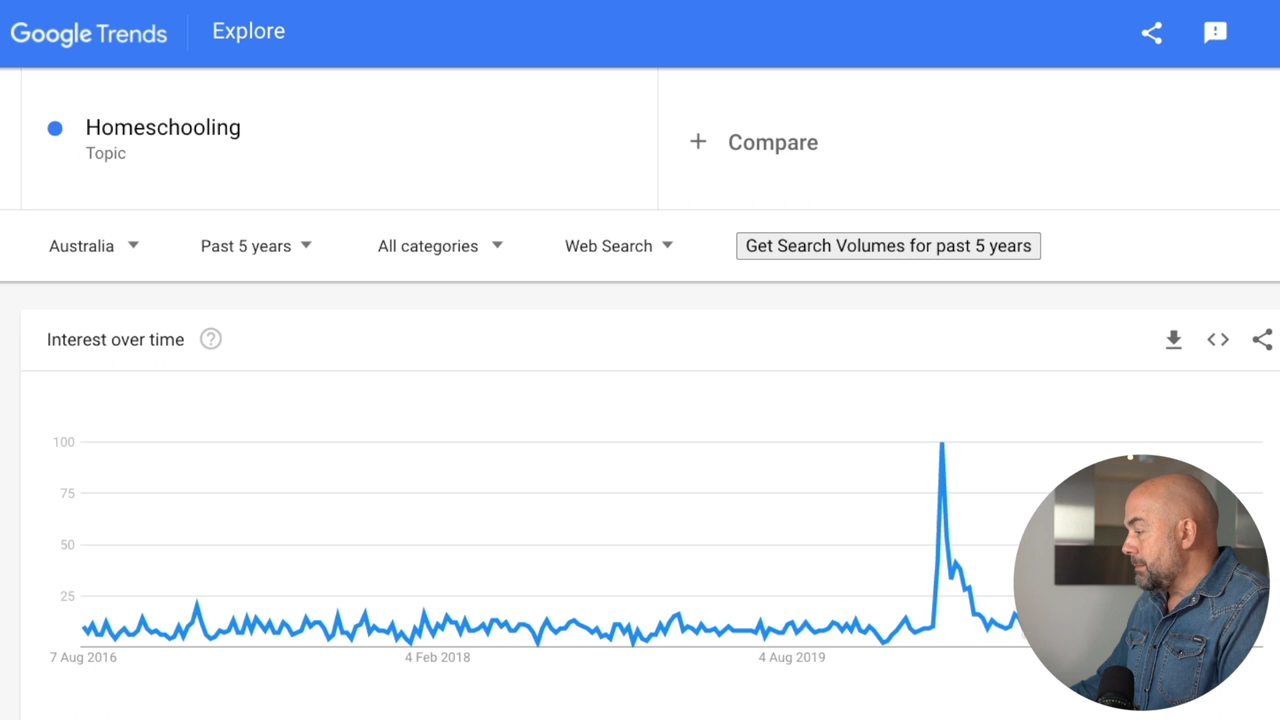 Google Trends
Explore
Homeschooling
Topic
+ Compare
Australia
Past 5 years
All categories
Web Search
Get Search Volumes for past 5 years
Interest over time
100
75
50
25
7 Aug 2016
4 Feb 2018
4 Aug 2019